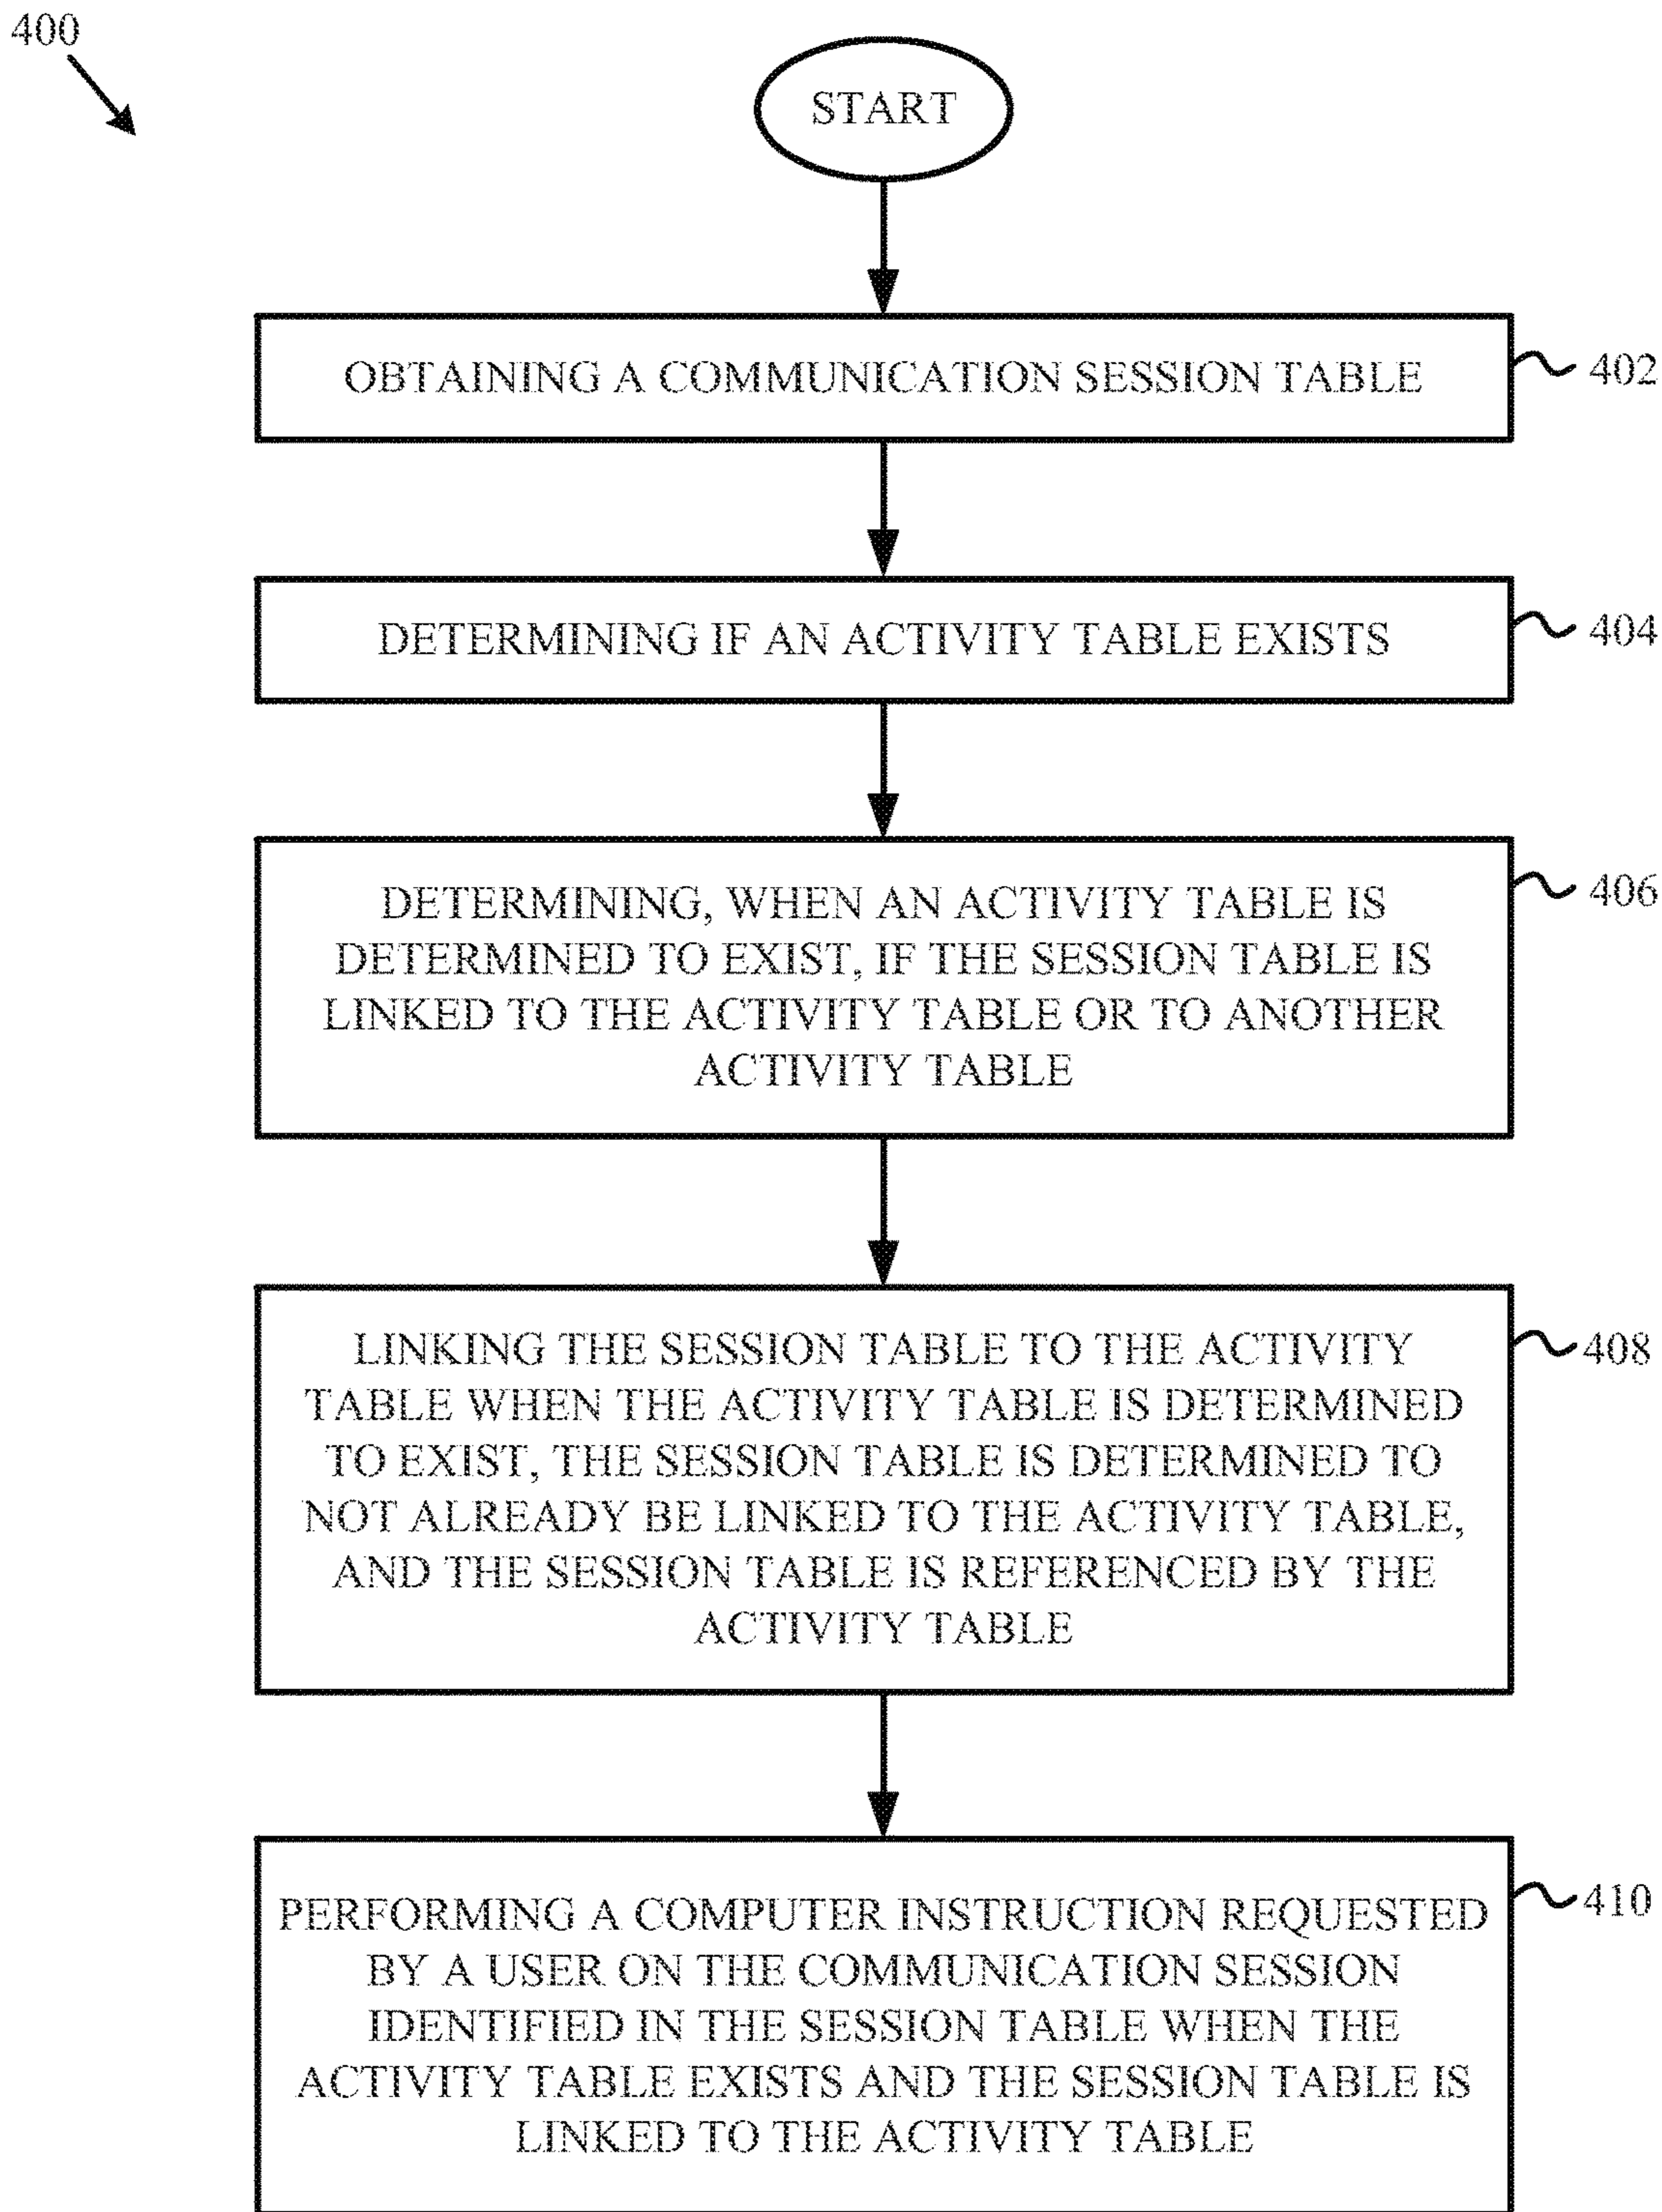 400
START
OBTAINING A COMMUNICATION SESSION TABLE
402
DETERMINING IF AN ACTIVITY TABLE EXISTS
404
DETERMINING, WHEN AN ACTIVITY TABLE IS
DETERMINED TO EXIST, IF THE SESSION TABLE IS
LINKED TO THE ACTIVITY TABLE OR TO ANOTHER
ACTIVITY TABLE
406
LINKING THE SESSION TABLE TO THE ACTIVITY
TABLE WHEN THE ACTIVITY TABLE IS DETERMINED
TO EXIST, THE SESSION TABLE IS DETERMINED TO
NOT ALREADY BE LINKED TO THE ACTIVITY TABLE,
AND THE SESSION TABLE IS REFERENCED BY THE
ACTIVITY TABLE
408
PERFORMING A COMPUTER INSTRUCTION REQUESTED
BY A USER ON THE COMMUNICATION SESSION
IDENTIFIED IN THE SESSION TABLE WHEN THE
ACTIVITY TABLE EXISTS AND THE SESSION TABLE IS
LINKED TO THE ACTIVITY TABLE
410